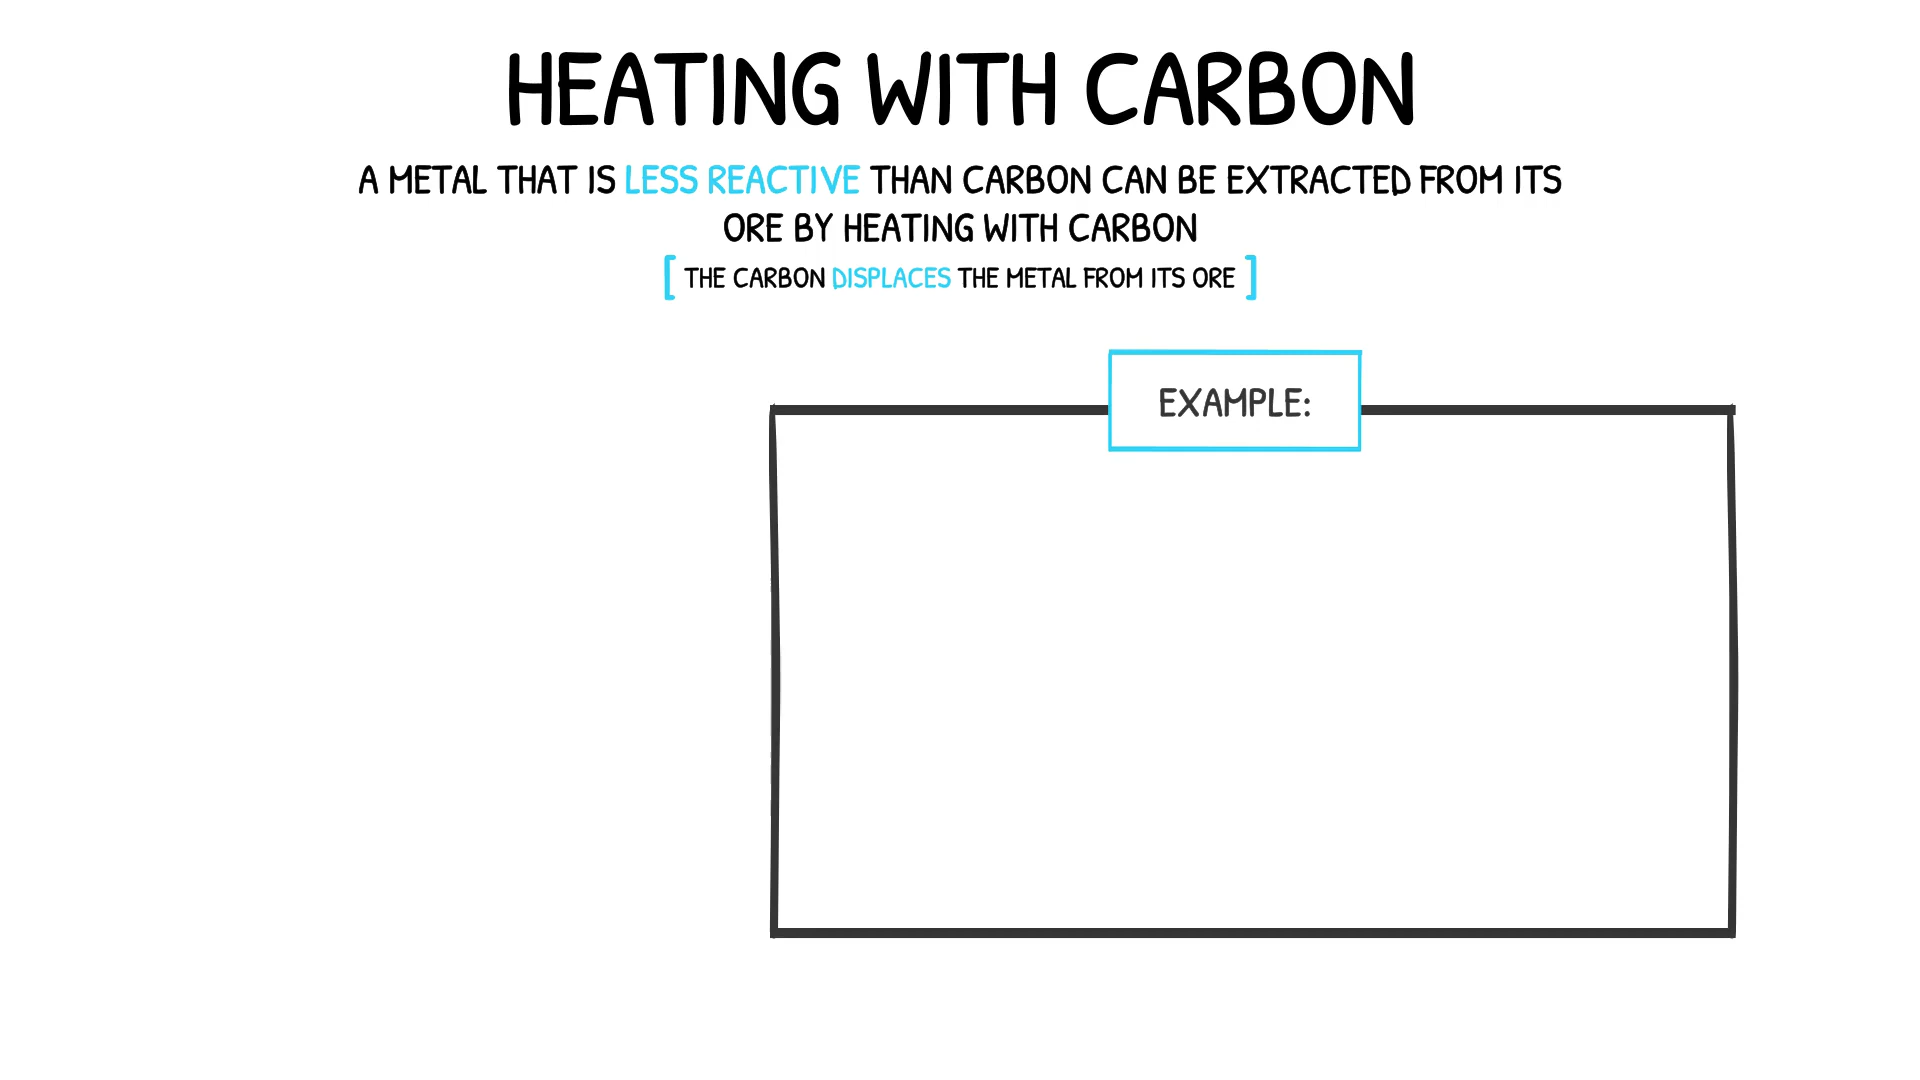 HEATING WITH CARBON
A METAL THAT IS LESS REACTIVE THAN CARBON CAN BE EXTRACTED FROM ITS
ORE BY HEATING WITH CARBON
[ THE CARBON DISPLACES THE METAL FROM ITS ORE ]
EXAMPLE: